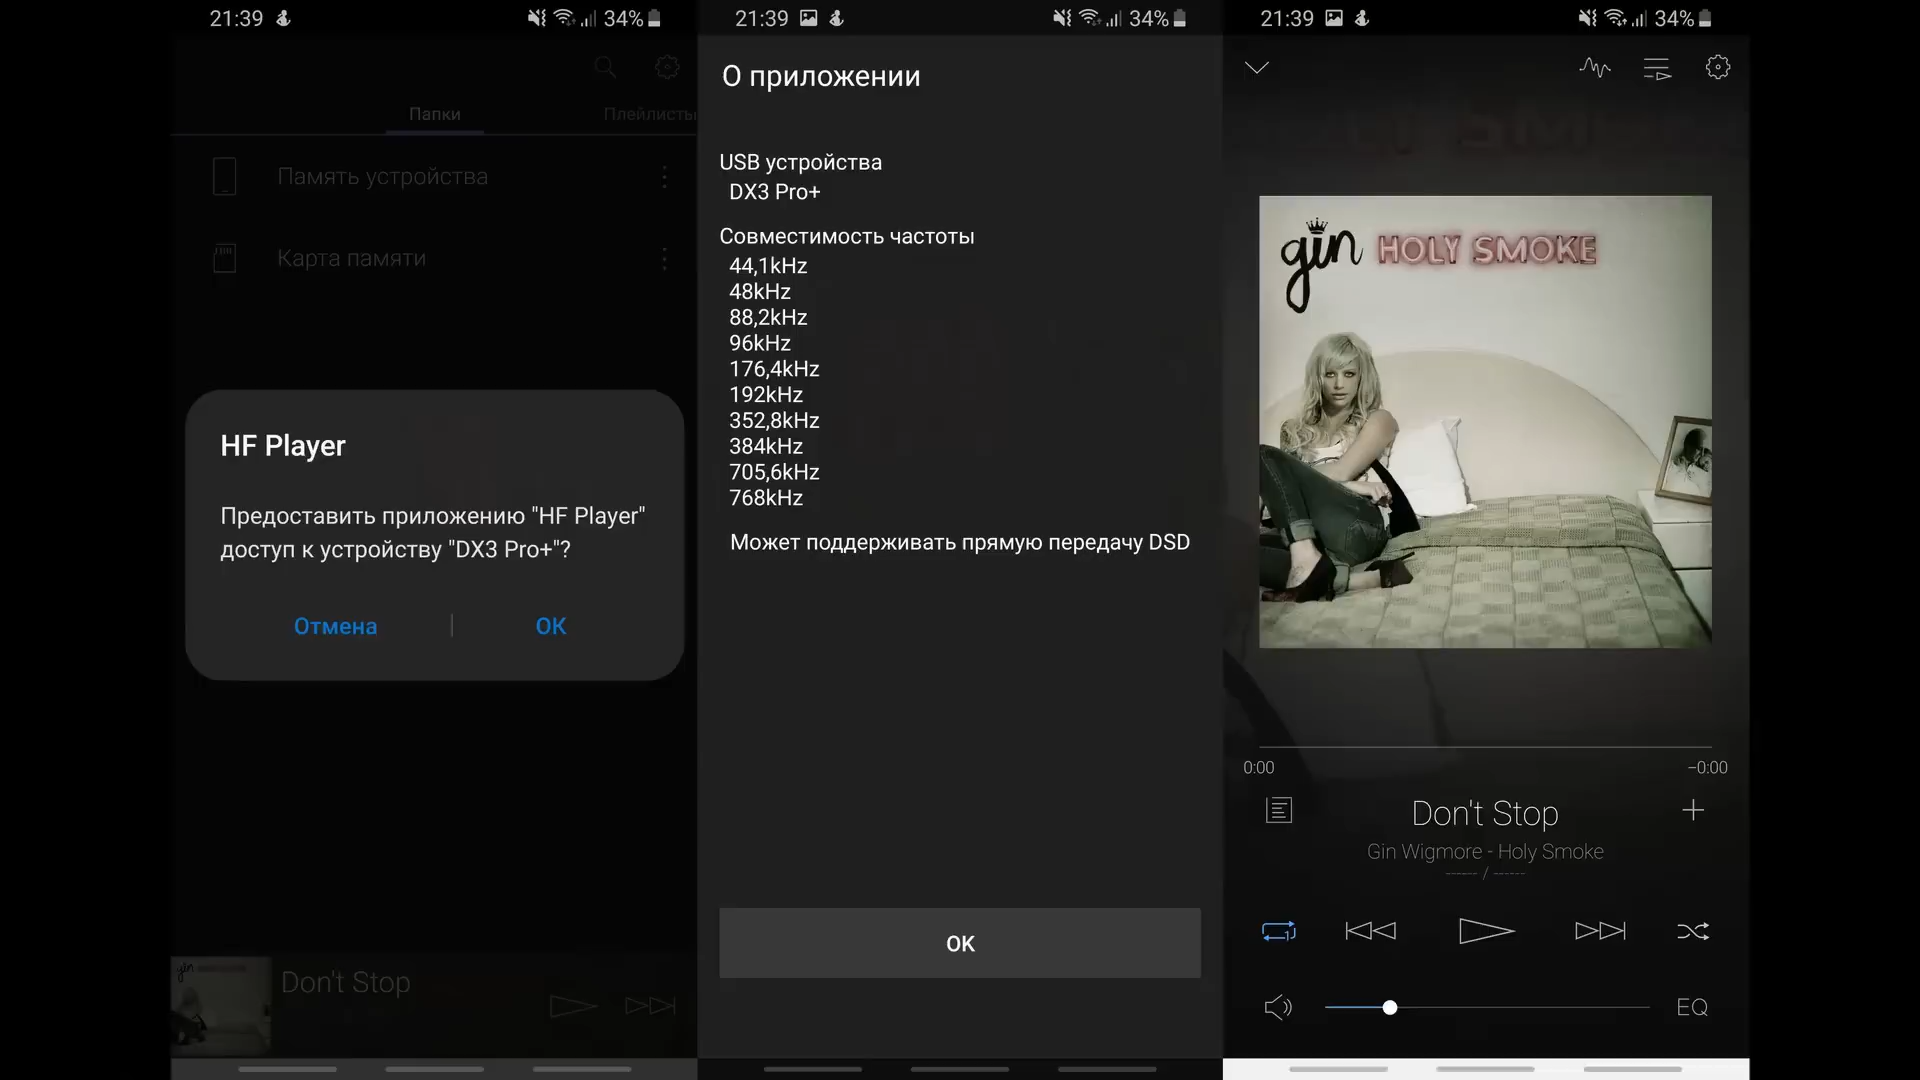 21:39
34%
Папки
Плейлисты
Память устройства
Карта памяти
HF Player
Предоставить приложению "HF Player"
доступ к устройству "DX3 Pro+"?
Отмена
ОК
gin
Don't Stop
21:39
34%
О приложении
USB устройства
DX3 Pro+
Совместимость частоты
44,1kHz
48kHz
88,2kHz
96kHz
176,4kHz
192kHz
352,8kHz
384kHz
705,6kHz
768kHz
Может поддерживать прямую передачу DSD
OK
21:39
34%
gin HOLY SMOKE
0:00
−0:00
Don't Stop
Gin Wigmore - Holy Smoke
------ / ------
1
EQ